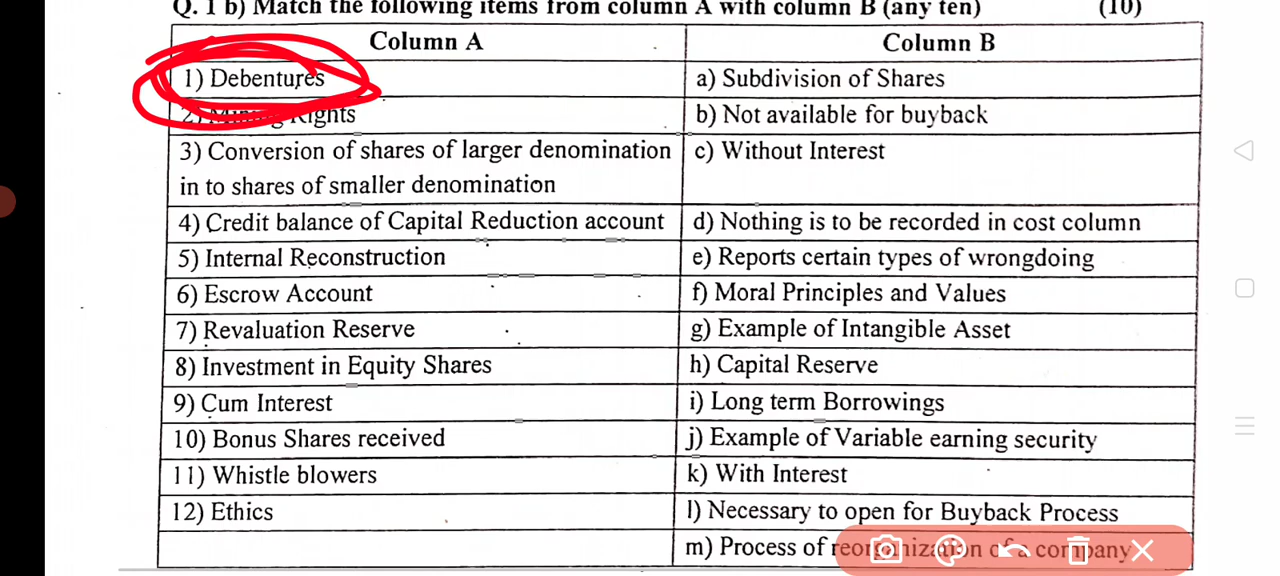 Q. 1 b) Match the following items from column A with column B (any ten) (10)
Column A Column B
1) Debentures a) Subdivision of Shares
2) Mining Rights b) Not available for buyback
3) Conversion of shares of larger denomination c) Without Interest
in to shares of smaller denomination
4) Credit balance of Capital Reduction account d) Nothing is to be recorded in cost column
5) Internal Reconstruction e) Reports certain types of wrongdoing
6) Escrow Account f) Moral Principles and Values
7) Revaluation Reserve g) Example of Intangible Asset
8) Investment in Equity Shares h) Capital Reserve
9) Cum Interest i) Long term Borrowings
10) Bonus Shares received j) Example of Variable earning security
11) Whistle blowers k) With Interest
12) Ethics l) Necessary to open for Buyback Process
m) Process of reorganization of a company